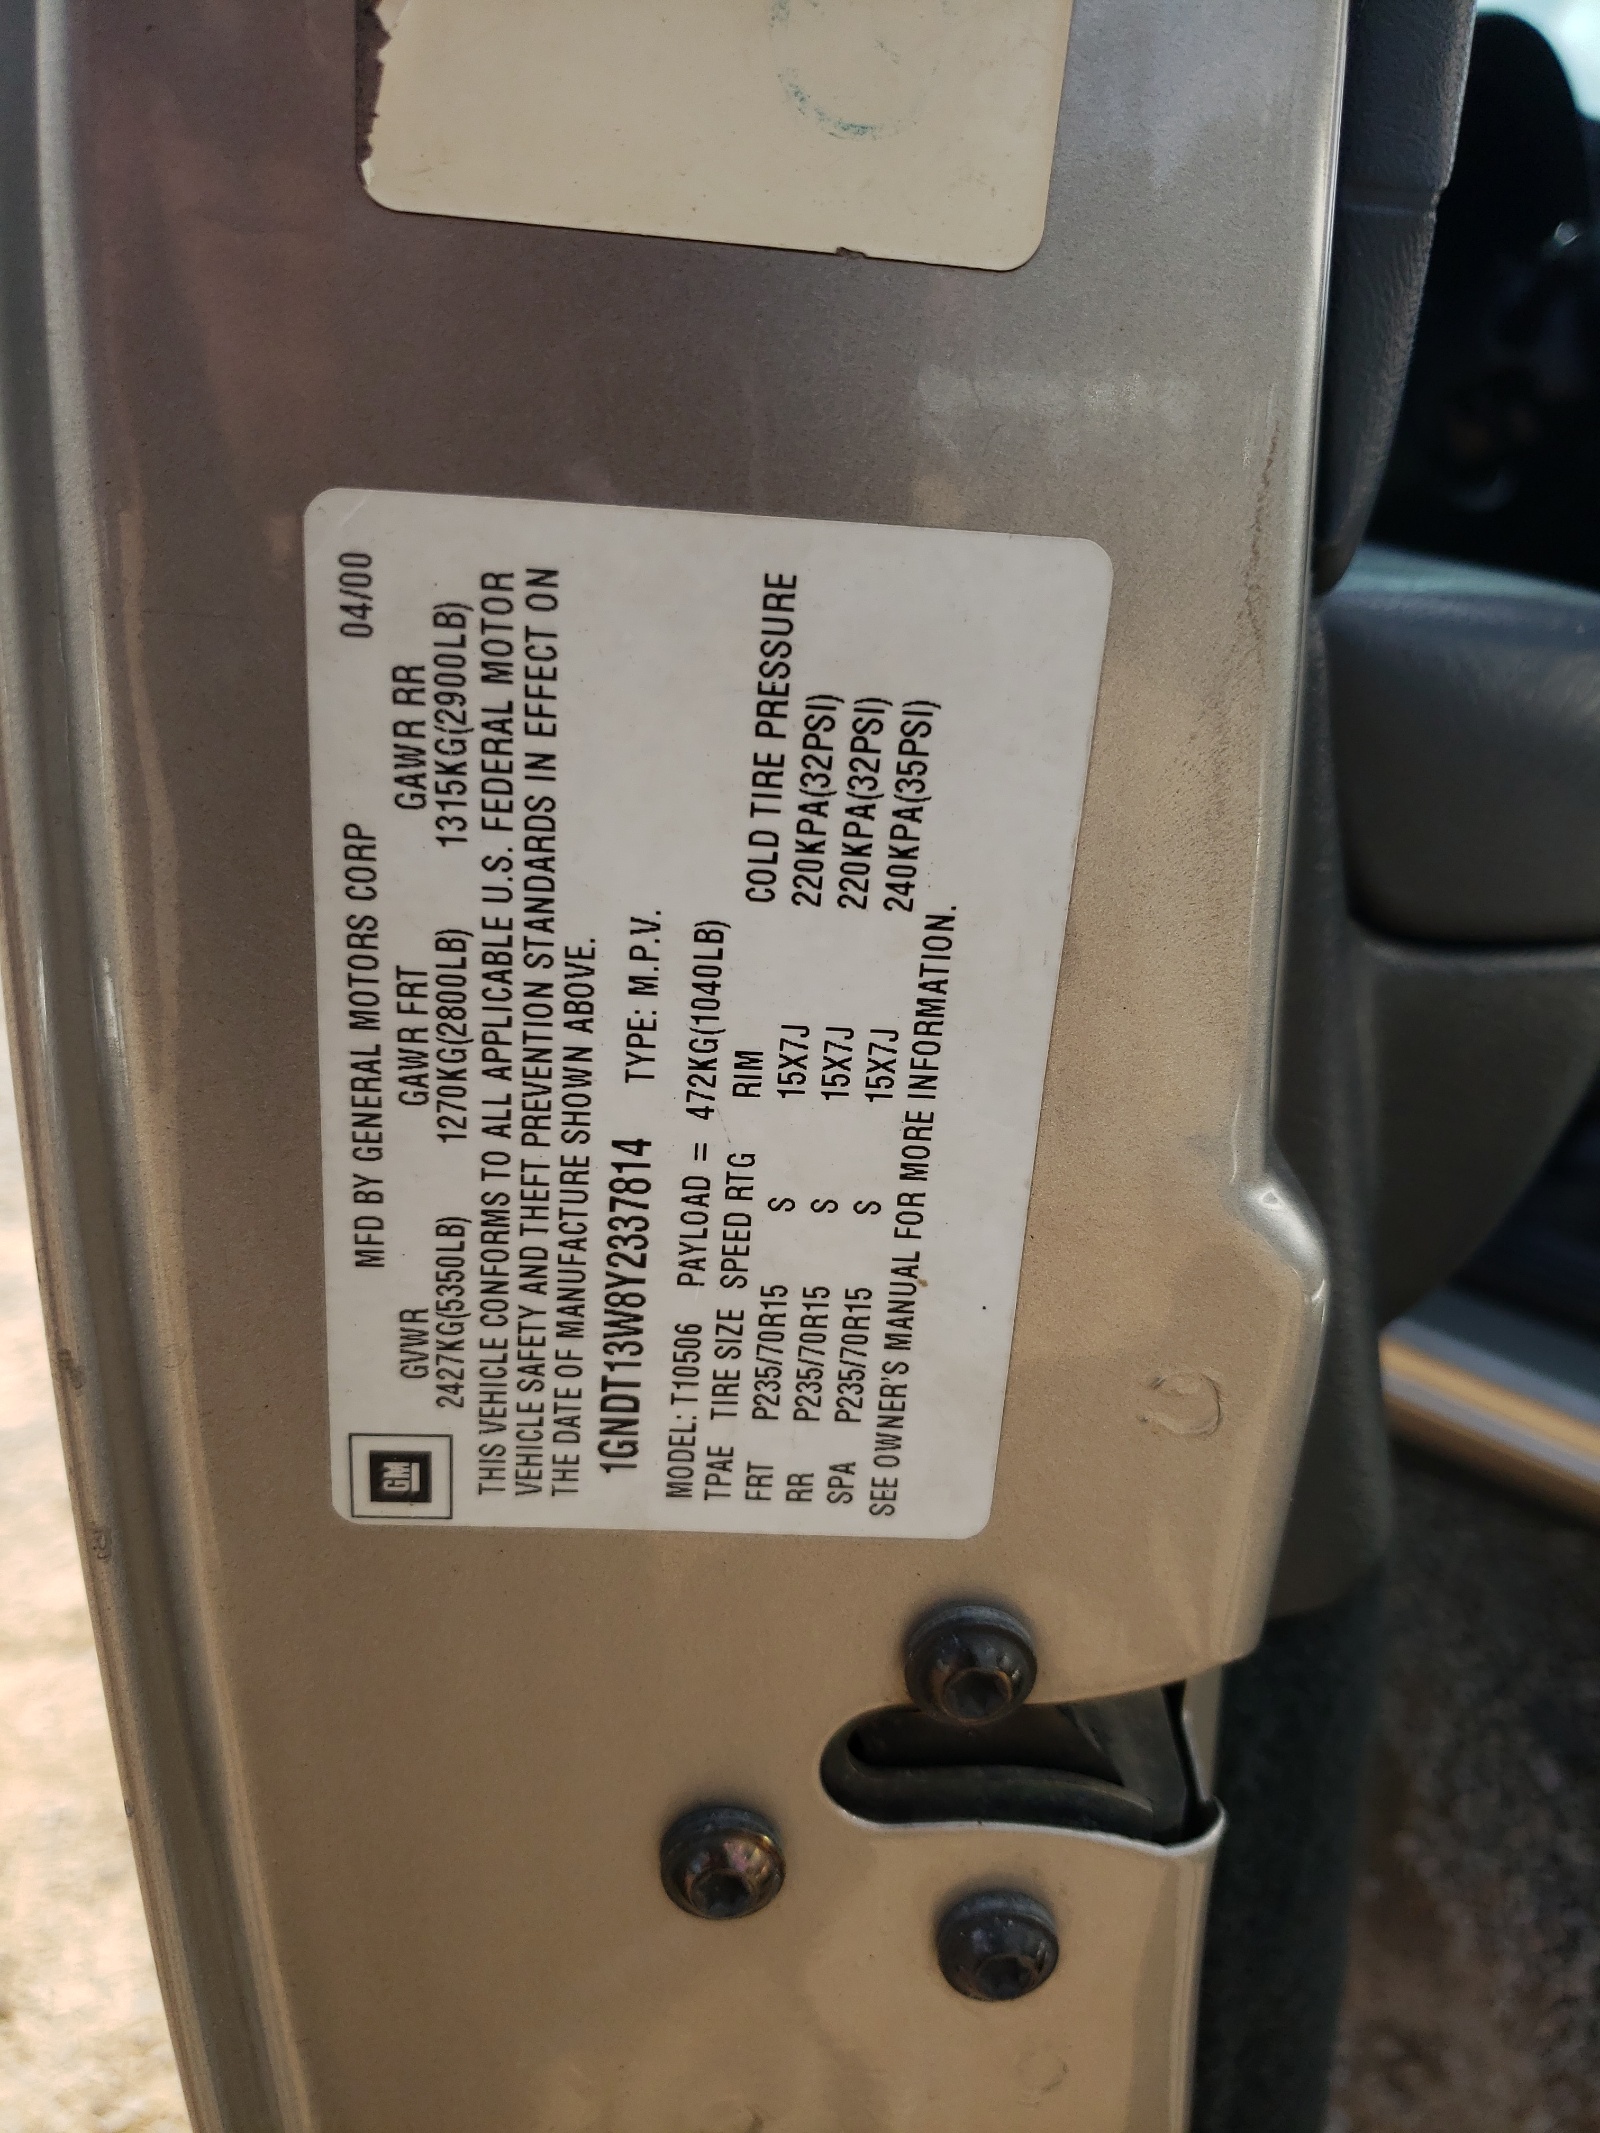 MFD BY GENERAL MOTORS CORP 04/00
GM
GVWR GAWR FRT GAWR RR
2427KG(5350LB) 1270KG(2800LB) 1315KG(2900LB)
THIS VEHICLE CONFORMS TO ALL APPLICABLE U.S. FEDERAL MOTOR
VEHICLE SAFETY AND THEFT PREVENTION STANDARDS IN EFFECT ON
THE DATE OF MANUFACTURE SHOWN ABOVE.
1GNDT13W8Y2337814 TYPE: M.P.V.
MODEL: T10506 PAYLOAD = 472KG(1040LB)
TPAE TIRE SIZE SPEED RTG RIM COLD TIRE PRESSURE
FRT P235/70R15 S 15X7J 220KPA(32PSI)
RR P235/70R15 S 15X7J 220KPA(32PSI)
SPA P235/70R15 S 15X7J 240KPA(35PSI)
SEE OWNER'S MANUAL FOR MORE INFORMATION.